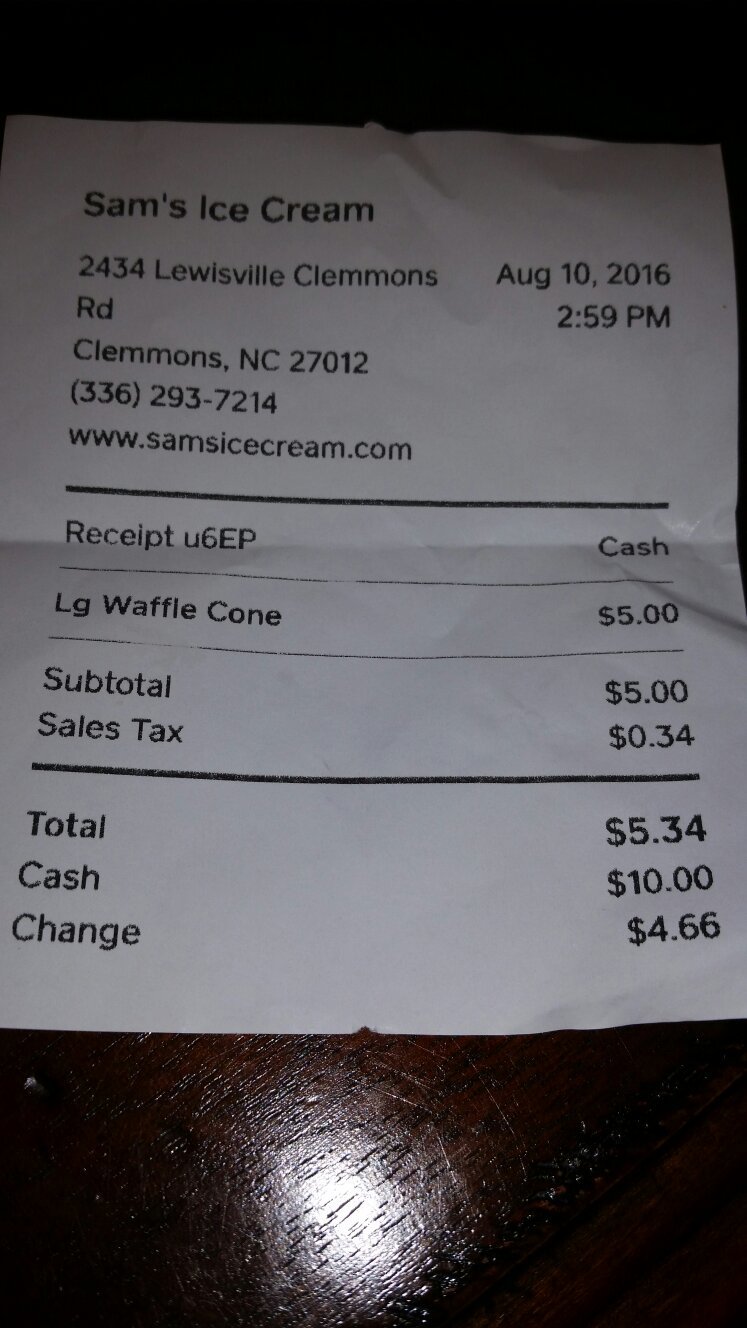 Sam's Ice Cream
2434 Lewisville Clemmons Aug 10, 2016
Rd 2:59 PM
Clemmons, NC 27012
(336) 293-7214
www.samsicecream.com
Receipt u6EP Cash
Lg Waffle Cone $5.00
Subtotal $5.00
Sales Tax $0.34
Total $5.34
Cash $10.00
Change $4.66